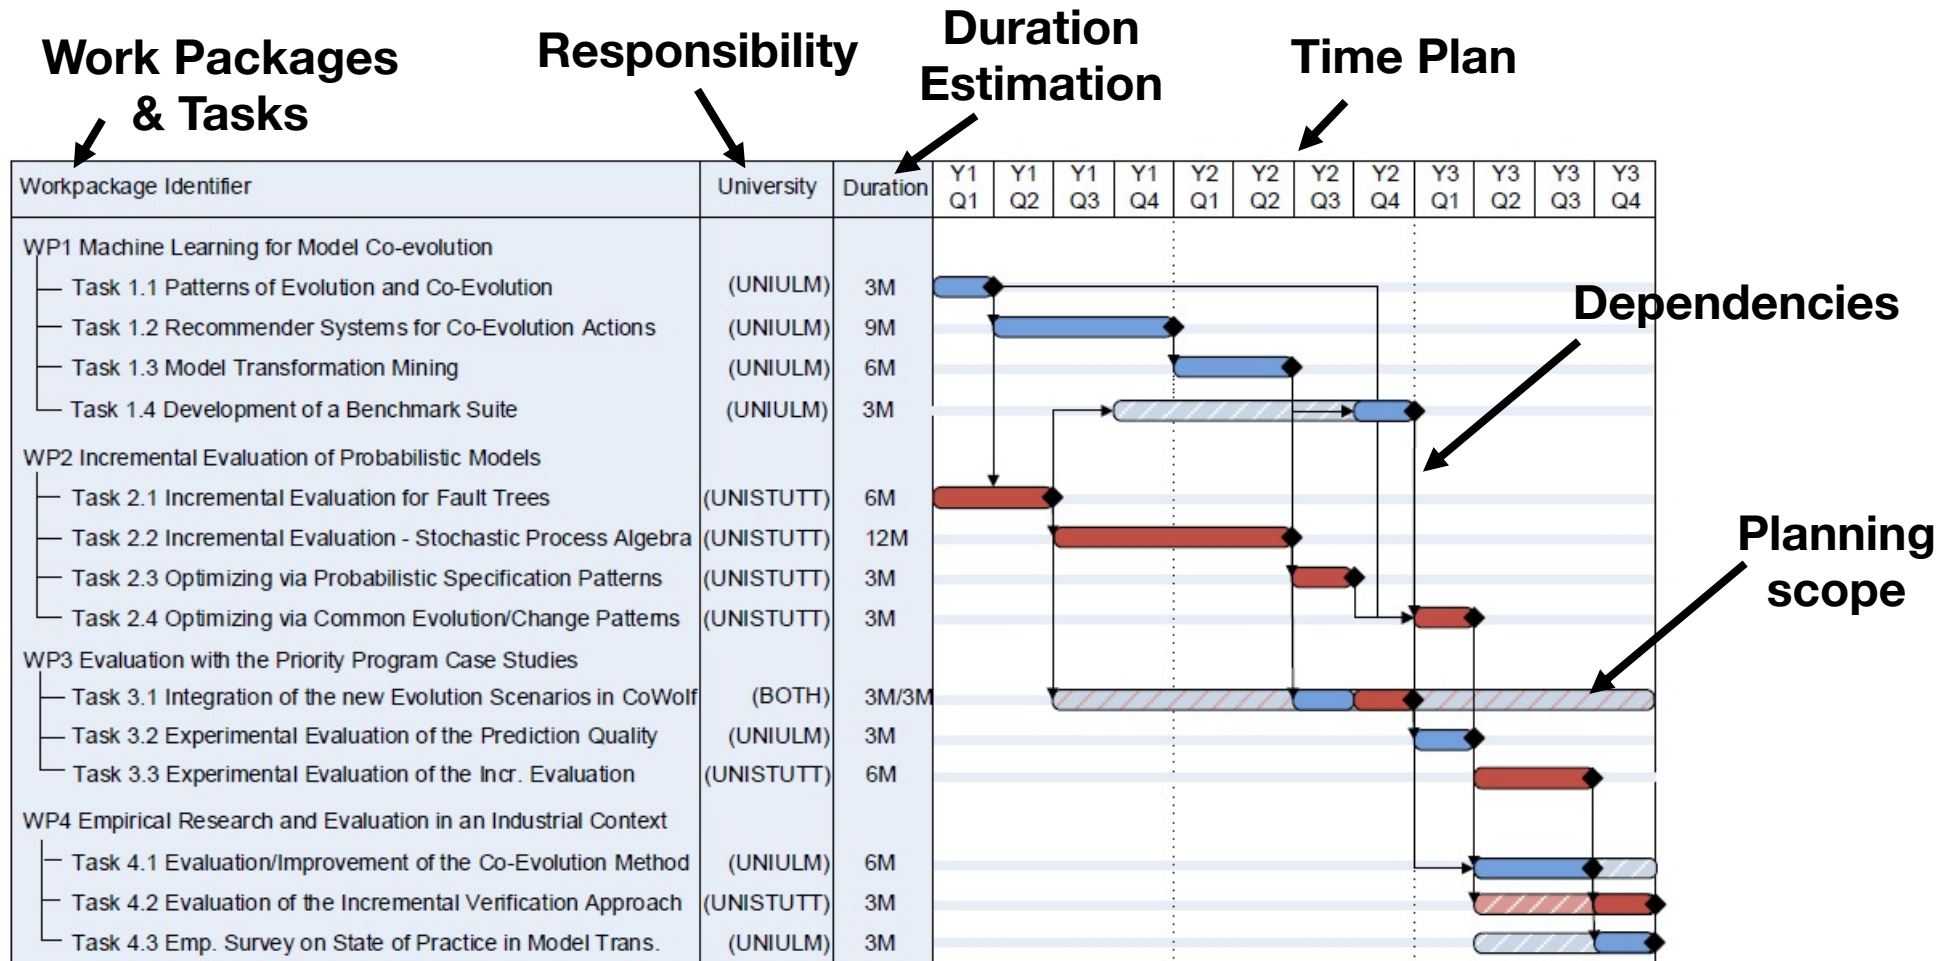 Work Packages
& Tasks
Responsibility
Duration
Estimation
Time Plan
Workpackage Identifier University Duration Y1 Y1 Y1 Y1 Y2 Y2 Y2 Y2 Y3 Y3 Y3 Y3
Q1 Q2 Q3 Q4 Q1 Q2 Q3 Q4 Q1 Q2 Q3 Q4
WP1 Machine Learning for Model Co-evolution
Task 1.1 Patterns of Evolution and Co-Evolution (UNIULM) 3M
Task 1.2 Recommender Systems for Co-Evolution Actions (UNIULM) 9M
Task 1.3 Model Transformation Mining (UNIULM) 6M
Task 1.4 Development of a Benchmark Suite (UNIULM) 3M
Dependencies
WP2 Incremental Evaluation of Probabilistic Models
Task 2.1 Incremental Evaluation for Fault Trees (UNISTUTT) 6M
Task 2.2 Incremental Evaluation - Stochastic Process Algebra (UNISTUTT) 12M
Task 2.3 Optimizing via Probabilistic Specification Patterns (UNISTUTT) 3M
Task 2.4 Optimizing via Common Evolution/Change Patterns (UNISTUTT) 3M
Planning
scope
WP3 Evaluation with the Priority Program Case Studies
Task 3.1 Integration of the new Evolution Scenarios in CoWolf (BOTH) 3M/3M
Task 3.2 Experimental Evaluation of the Prediction Quality (UNIULM) 3M
Task 3.3 Experimental Evaluation of the Incr. Evaluation (UNISTUTT) 6M
WP4 Empirical Research and Evaluation in an Industrial Context
Task 4.1 Evaluation/Improvement of the Co-Evolution Method (UNIULM) 6M
Task 4.2 Evaluation of the Incremental Verification Approach (UNISTUTT) 3M
Task 4.3 Emp. Survey on State of Practice in Model Trans. (UNIULM) 3M